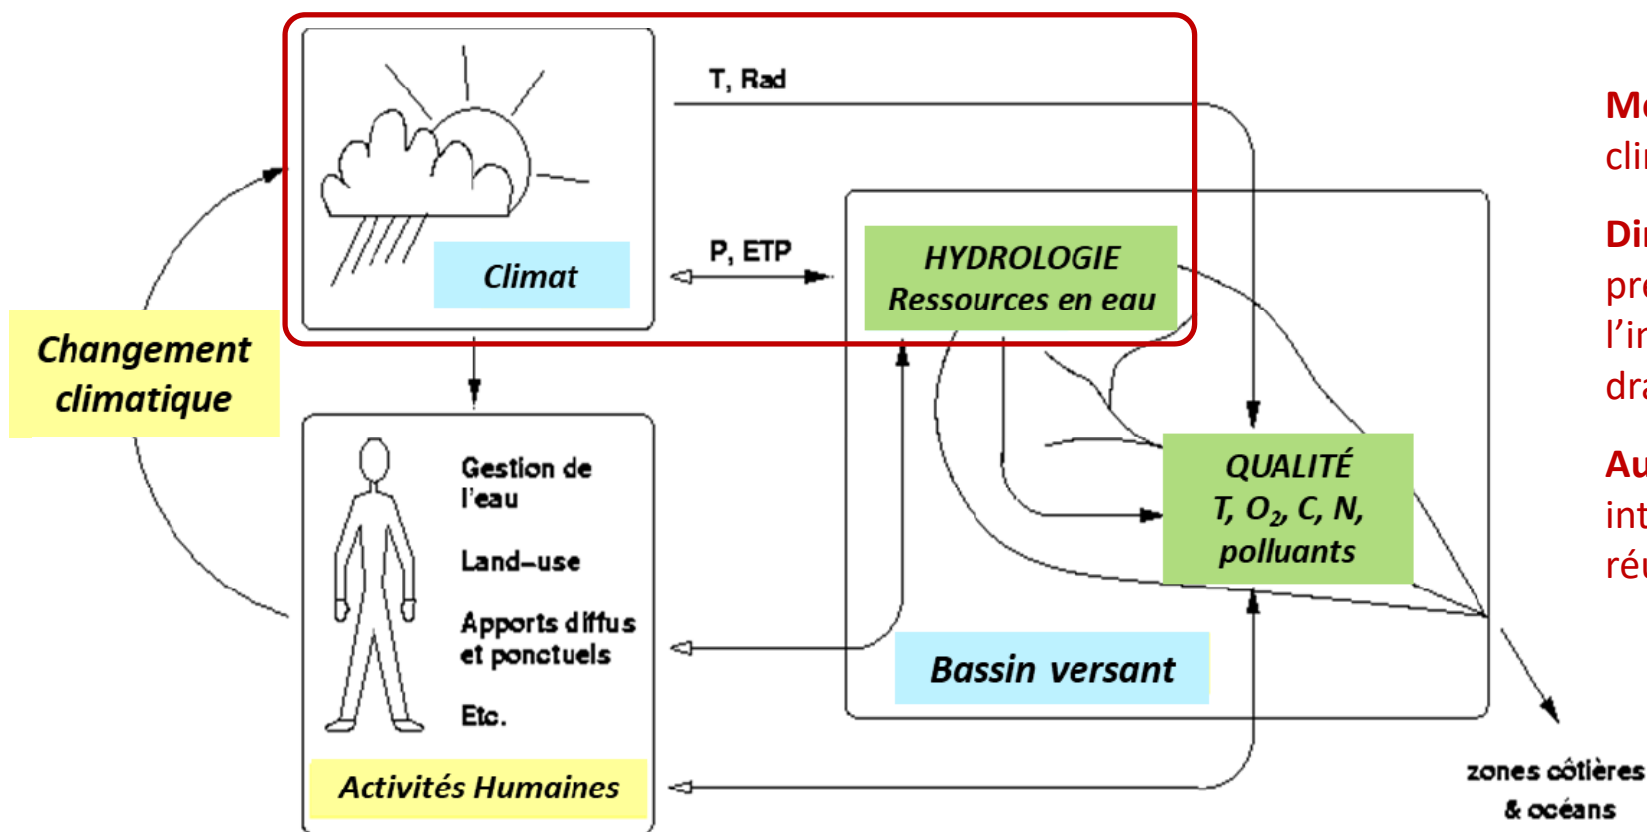 T, Rad
P, ETP
Climat
HYDROLOGIE
Ressources en eau
Changement
climatique
Gestion de
l'eau
Land-use
Apports diffus
et ponctuels
Etc.
Activités Humaines
QUALITÉ
T, O₂, C, N,
polluants
Bassin versant
zones côtières
& océans